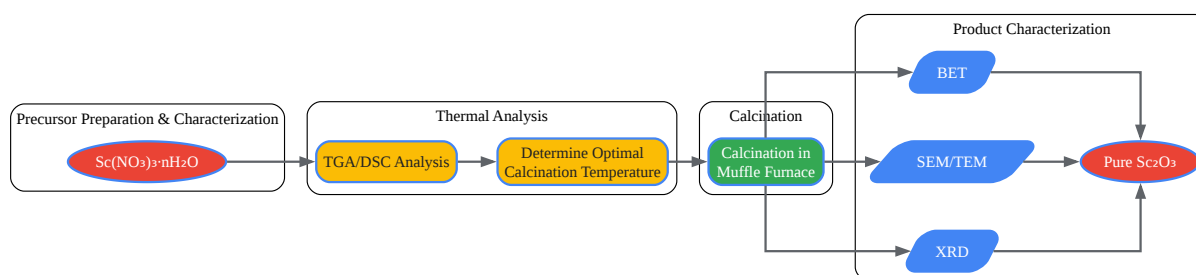 Precursor Preparation & Characterization
Sc(NO₃)₃·nH₂O
Thermal Analysis
TGA/DSC Analysis
Determine Optimal
Calcination Temperature
Calcination
Calcination in
Muffle Furnace
Product Characterization
BET
SEM/TEM
XRD
Pure Sc₂O₃